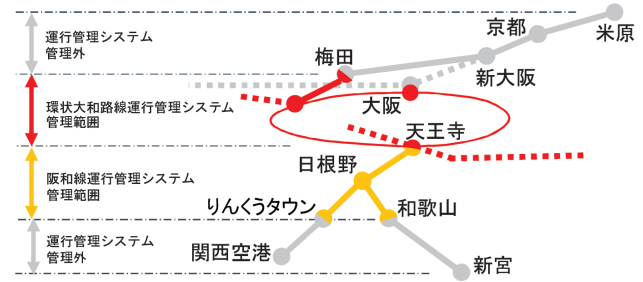 運行管理システム
管理外
京都
米原
梅田
新大阪
環状大和路線運行管理システム
管理範囲
大阪
天王寺
阪和線運行管理システム
管理範囲
日根野
りんくうタウン
和歌山
運行管理システム
管理外
関西空港
新宮